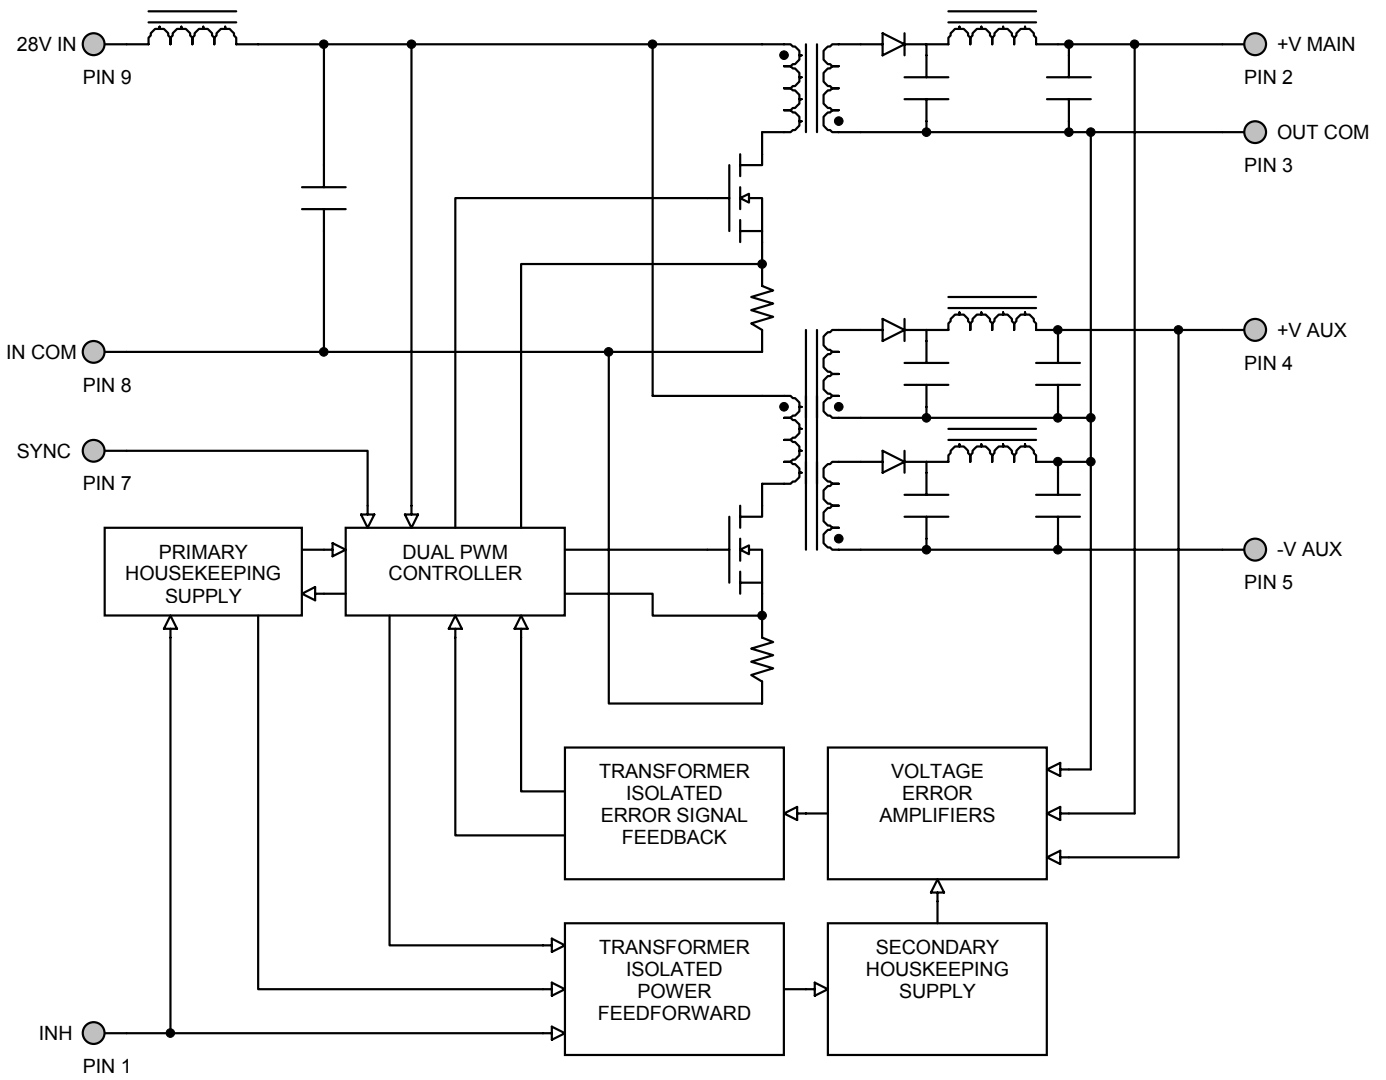 28V IN
PIN 9
+V MAIN
PIN 2
OUT COM
PIN 3
IN COM
PIN 8
+V AUX
PIN 4
SYNC
PIN 7
-V AUX
PIN 5
PRIMARY
HOUSEKEEPING
SUPPLY
DUAL PWM
CONTROLLER
TRANSFORMER
ISOLATED
ERROR SIGNAL
FEEDBACK
VOLTAGE
ERROR
AMPLIFIERS
TRANSFORMER
ISOLATED
POWER
FEEDFORWARD
SECONDARY
HOUSKEEPING
SUPPLY
INH
PIN 1